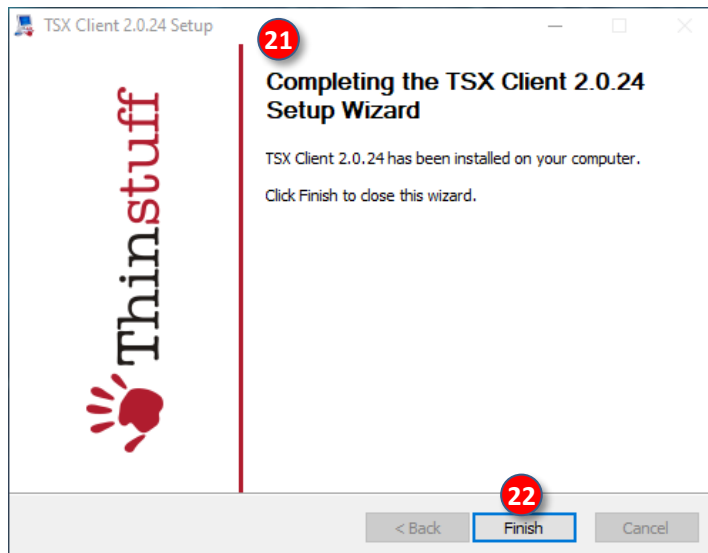 TSX Client 2.0.24 Setup
21
Completing the TSX Client 2.0.24
Setup Wizard
TSX Client 2.0.24 has been installed on your computer.
Click Finish to close this wizard.
Thinstuff
22
< Back Finish Cancel